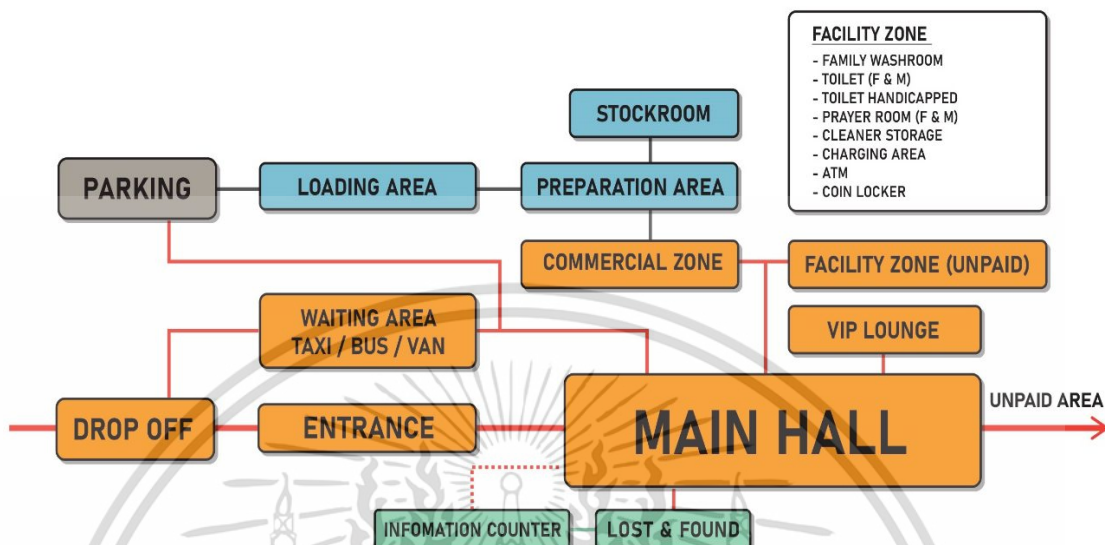 FACILITY ZONE
- FAMILY WASHROOM
- TOILET (F & M)
- TOILET HANDICAPPED
- PRAYER ROOM (F & M)
- CLEANER STORAGE
- CHARGING AREA
- ATM
- COIN LOCKER
STOCKROOM
PARKING
LOADING AREA
PREPARATION AREA
COMMERCIAL ZONE
FACILITY ZONE (UNPAID)
WAITING AREA
TAXI / BUS / VAN
VIP LOUNGE
DROP OFF
ENTRANCE
MAIN HALL
UNPAID AREA
INFOMATION COUNTER
LOST & FOUND